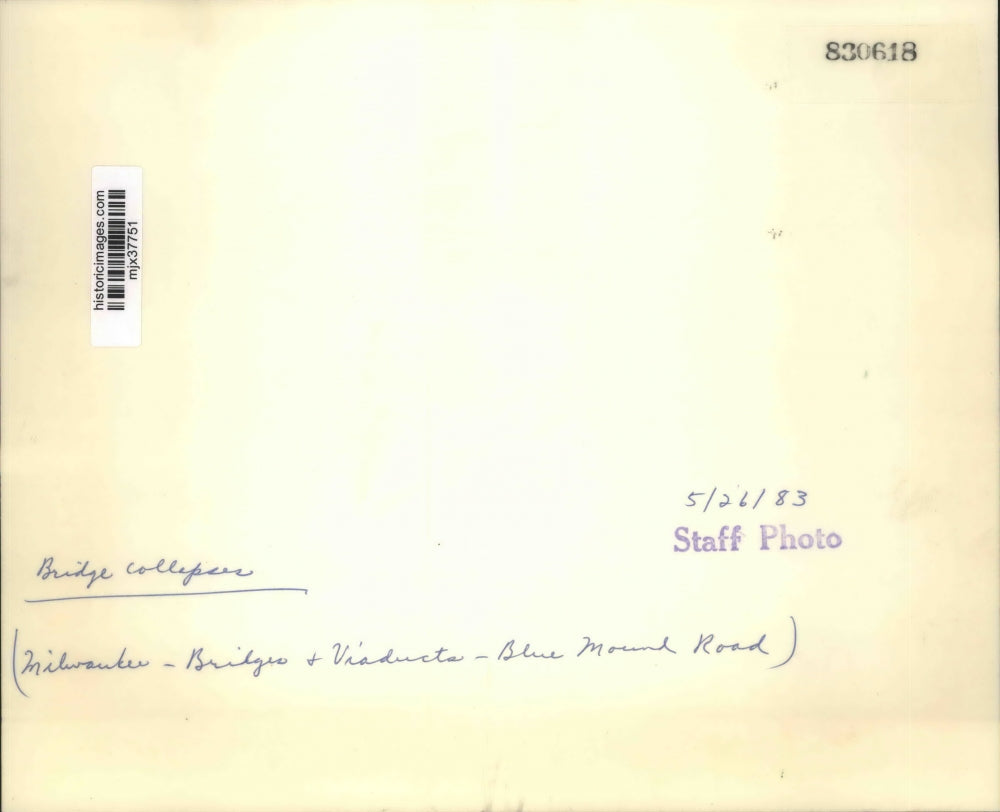 830618
historicimages.com
mjx37751
5/26/83
Staff Photo
Bridge collapses
(Milwaukee - Bridges & Viaducts - Blue Mound Road)